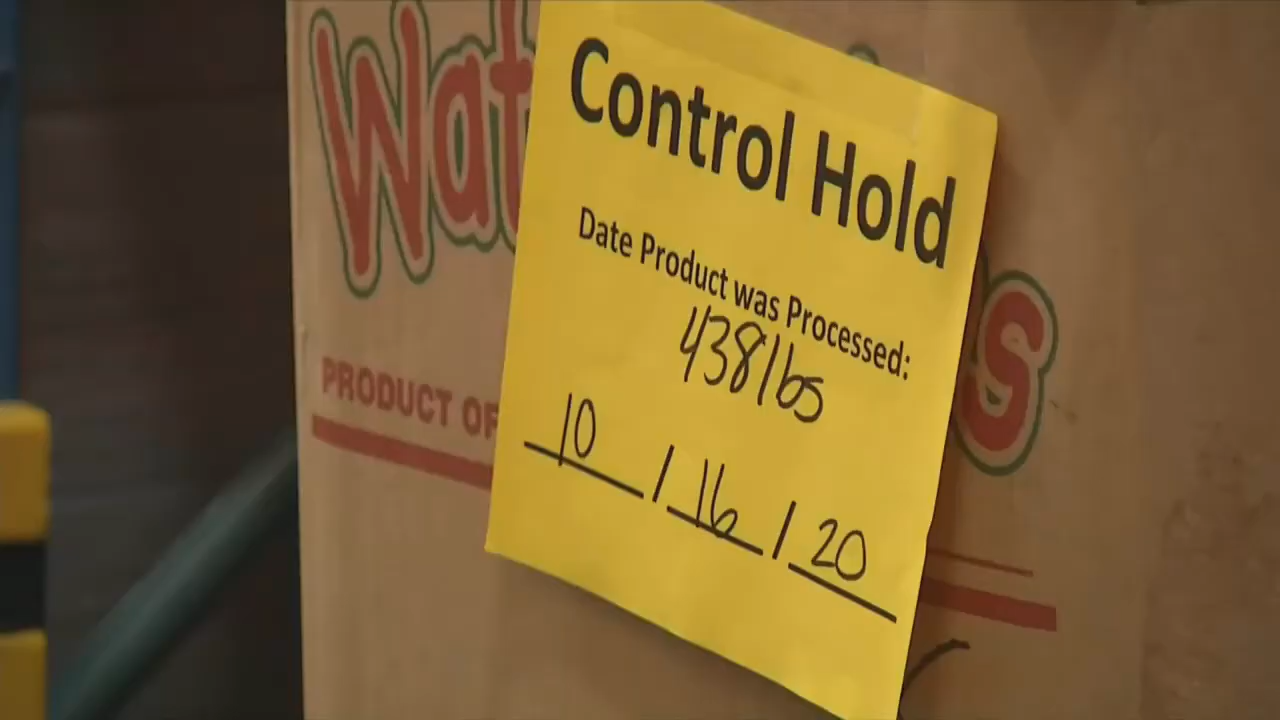 Wat
s
PRODUCT OF
Control Hold
Date Product was Processed:
438lbs
10 / 16 / 20